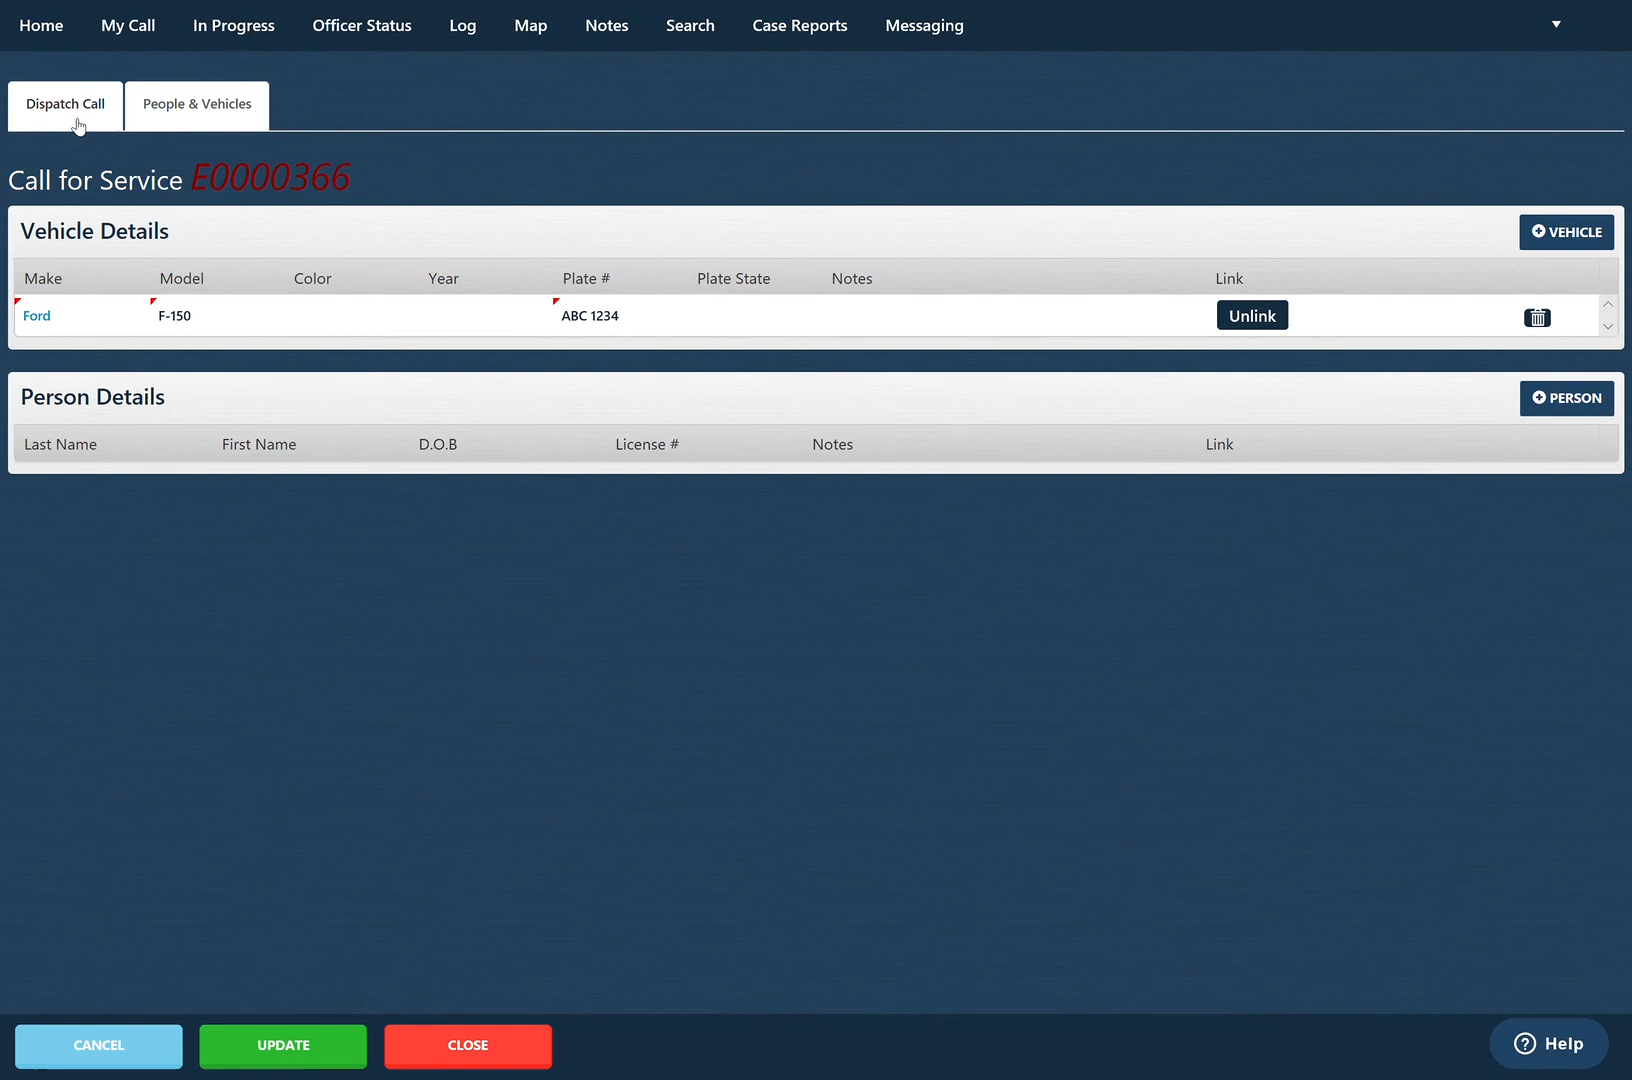 Home My Call In Progress Officer Status Log Map Notes Search Case Reports Messaging
Dispatch Call People & Vehicles
Call for Service E0000366
Vehicle Details
VEHICLE
Make Model Color Year Plate # Plate State Notes Link
Ford F-150 ABC 1234 Unlink
Person Details
PERSON
Last Name First Name D.O.B License # Notes Link
CANCEL UPDATE CLOSE
Help